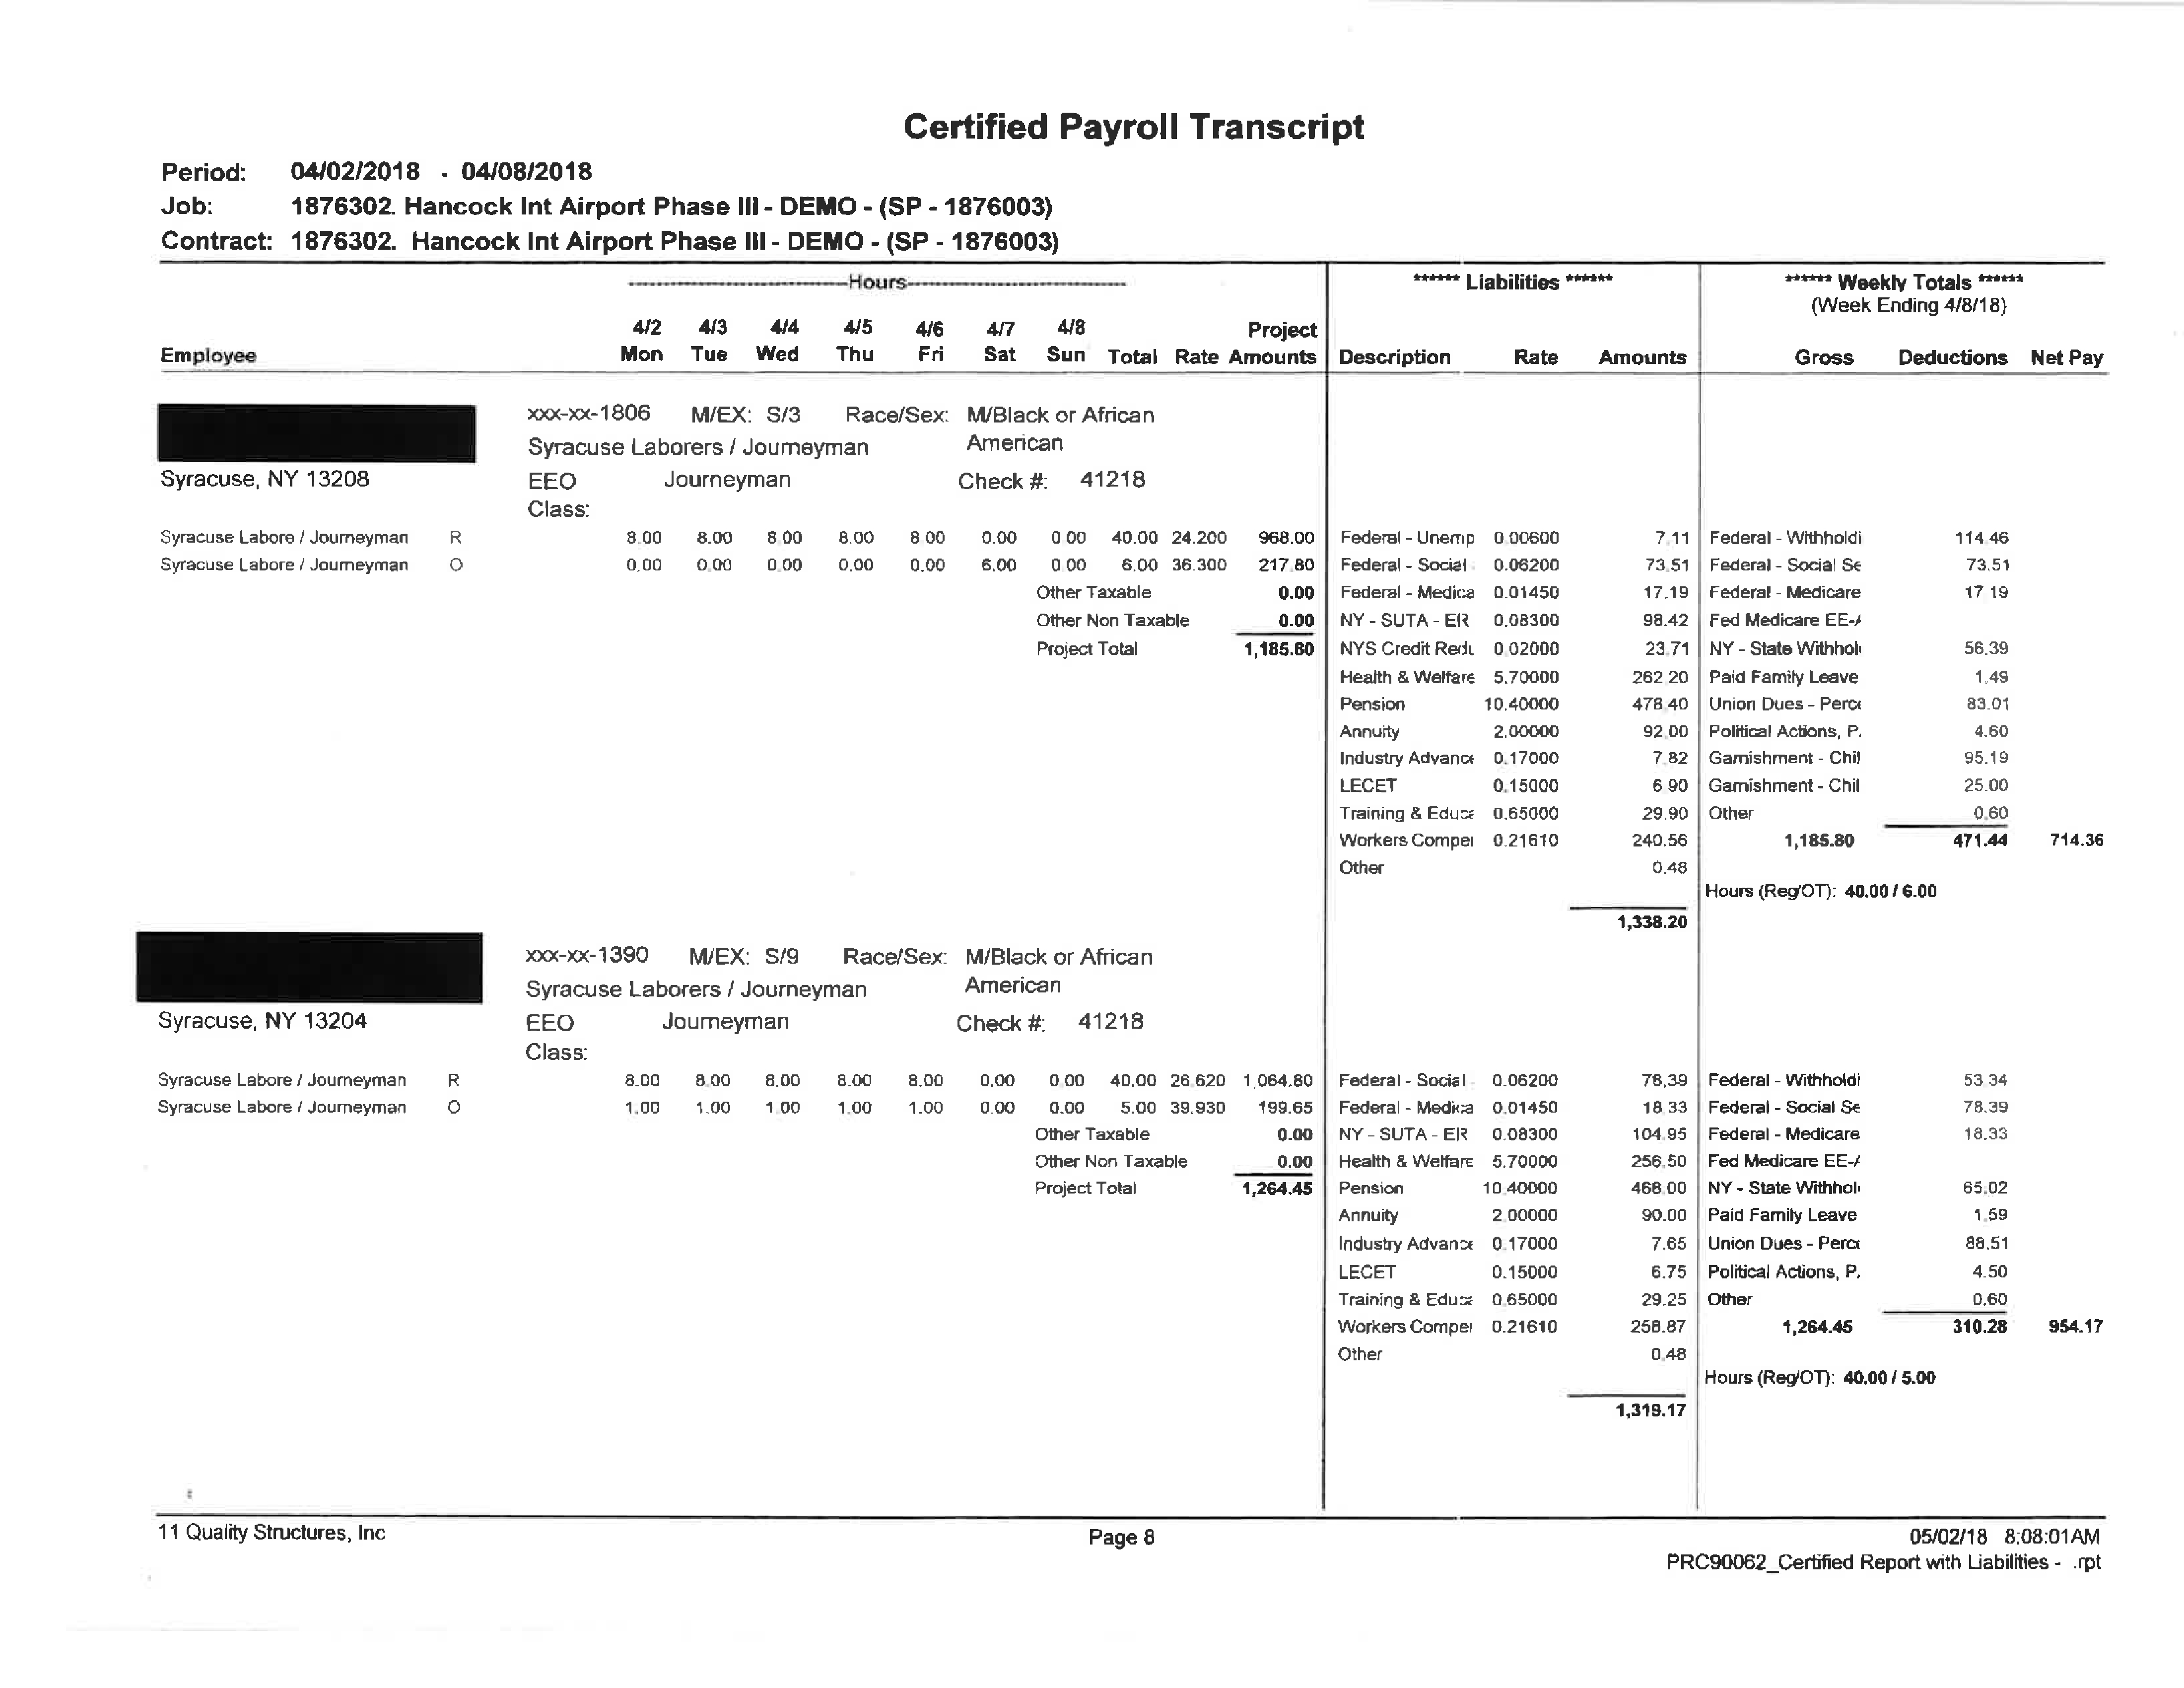 Certified Payroll Transcript
Period: 04/02/2018 - 04/08/2018
Job: 1876302. Hancock Int Airport Phase III - DEMO - (SP - 1876003)
Contract: 1876302. Hancock Int Airport Phase III - DEMO - (SP - 1876003)
Hours ****** Liabilities ****** ****** Weekly Totals ******
(Week Ending 4/8/18)
4/2 4/3 4/4 4/5 4/6 4/7 4/8 Project
Employee Mon Tue Wed Thu Fri Sat Sun Total Rate Amounts Description Rate Amounts Gross Deductions Net Pay
xxx-xx-1806 M/EX: S/3 Race/Sex: M/Black or African
Syracuse Laborers / Journeyman American
Syracuse, NY 13208 EEO Journeyman Check #: 41218
Class:
Syracuse Labore / Journeyman R 8.00 8.00 8.00 8.00 8.00 0.00 0.00 40.00 24.200 968.00 Federal - Unemp 0.00600 7.11 Federal - Withholdi 114.46
Syracuse Labore / Journeyman O 0.00 0.00 0.00 0.00 0.00 6.00 0.00 6.00 36.300 217.80 Federal - Social 0.06200 73.51 Federal - Social Se 73.51
Other Taxable 0.00 Federal - Medica 0.01450 17.19 Federal - Medicare 17.19
Other Non Taxable 0.00 NY - SUTA - ER 0.08300 98.42 Fed Medicare EE-A
Project Total 1,185.80 NYS Credit Redu 0.02000 23.71 NY - State Withhol 56.39
Health & Welfare 5.70000 262.20 Paid Family Leave 1.49
Pension 10.40000 478.40 Union Dues - Perce 83.01
Annuity 2.00000 92.00 Political Actions, P. 4.60
Industry Advance 0.17000 7.82 Garnishment - Chil 95.19
LECET 0.15000 6.90 Garnishment - Chil 25.00
Training & Educa 0.65000 29.90 Other 0.60
Workers Compe 0.21610 240.56 1,185.80 471.44 714.36
Other 0.48
Hours (Reg/OT): 40.00 / 6.00
1,338.20
xxx-xx-1390 M/EX: S/9 Race/Sex: M/Black or African
Syracuse Laborers / Journeyman American
Syracuse, NY 13204 EEO Journeyman Check #: 41218
Class:
Syracuse Labore / Journeyman R 8.00 8.00 8.00 8.00 8.00 0.00 0.00 40.00 26.620 1,064.80 Federal - Social 0.06200 78.39 Federal - Withholdi 53.34
Syracuse Labore / Journeyman O 1.00 1.00 1.00 1.00 1.00 0.00 0.00 5.00 39.930 199.65 Federal - Medica 0.01450 18.33 Federal - Social Se 78.39
Other Taxable 0.00 NY - SUTA - ER 0.08300 104.95 Federal - Medicare 18.33
Other Non Taxable 0.00 Health & Welfare 5.70000 256.50 Fed Medicare EE-A
Project Total 1,264.45 Pension 10.40000 468.00 NY - State Withhol 65.02
Annuity 2.00000 90.00 Paid Family Leave 1.59
Industry Advance 0.17000 7.65 Union Dues - Perce 88.51
LECET 0.15000 6.75 Political Actions, P. 4.50
Training & Educa 0.65000 29.25 Other 0.60
Workers Compe 0.21610 258.87 1,264.45 310.28 954.17
Other 0.48
Hours (Reg/OT): 40.00 / 5.00
1,319.17
11 Quality Structures, Inc Page 8 05/02/18 8:08:01AM
PRC90062_Certified Report with Liabilities - .rpt